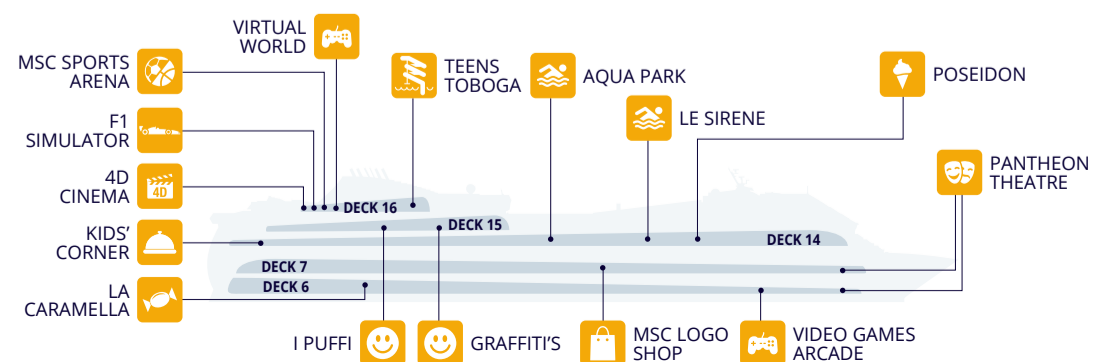 VIRTUAL
WORLD
MSC SPORTS
ARENA
TEENS
TOBOGA
AQUA PARK
POSEIDON
LE SIRENE
F1
SIMULATOR
4D
CINEMA
4D
PANTHEON
THEATRE
DECK 16
DECK 15
KIDS'
CORNER
DECK 14
DECK 7
DECK 6
LA
CARAMELLA
I PUFFI
GRAFFITI'S
MSC LOGO
SHOP
VIDEO GAMES
ARCADE